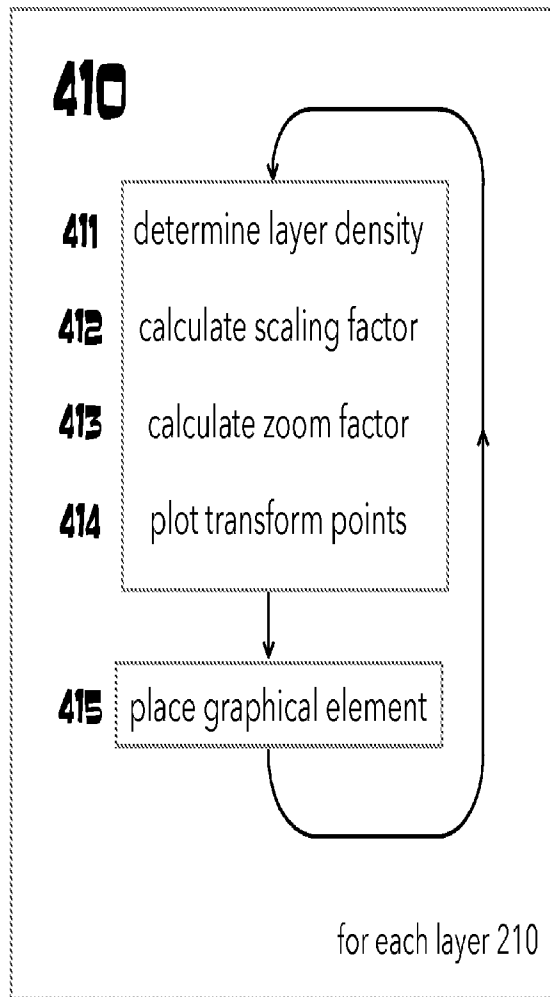 410
411 determine layer density
412 calculate scaling factor
413 calculate zoom factor
414 plot transform points
415 place graphical element
for each layer 210